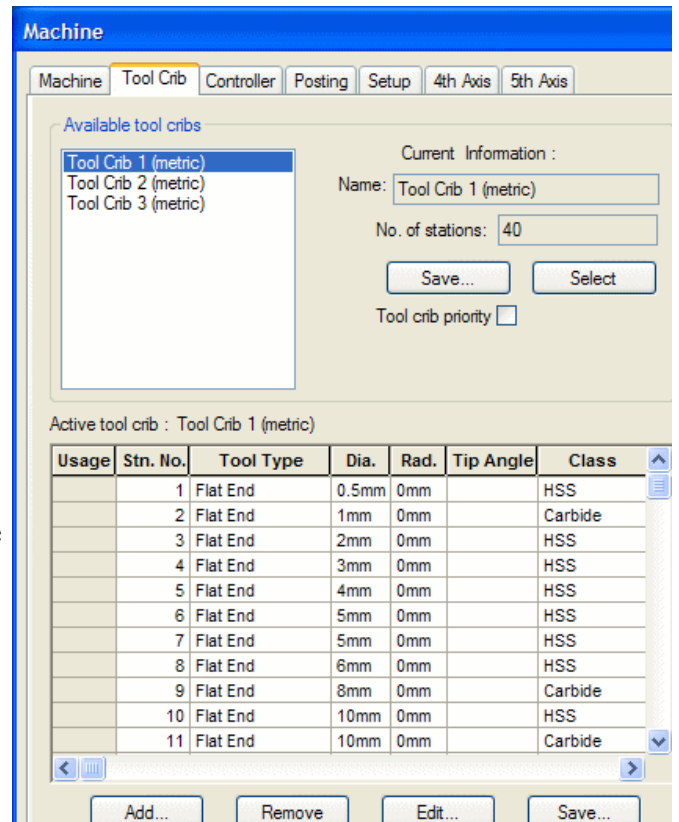 Machine
Machine Tool Crib Controller Posting Setup 4th Axis 5th Axis
Available tool cribs
Tool Crib 1 (metric)
Tool Crib 2 (metric)
Tool Crib 3 (metric)
Current Information :
Name: Tool Crib 1 (metric)
No. of stations: 40
Save... Select
Tool crib priority
Active tool crib : Tool Crib 1 (metric)
Usage Stn. No. Tool Type Dia. Rad. Tip Angle Class
1 Flat End 0.5mm 0mm HSS
2 Flat End 1mm 0mm Carbide
3 Flat End 2mm 0mm HSS
4 Flat End 3mm 0mm HSS
5 Flat End 4mm 0mm HSS
6 Flat End 5mm 0mm HSS
7 Flat End 5mm 0mm HSS
8 Flat End 6mm 0mm HSS
9 Flat End 8mm 0mm Carbide
10 Flat End 10mm 0mm HSS
11 Flat End 10mm 0mm Carbide
Add... Remove Edit... Save...